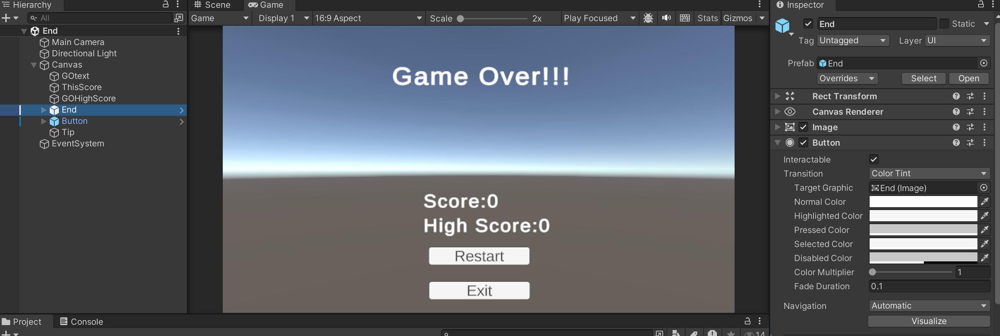 Hierarchy
All
End
Main Camera
Directional Light
Canvas
GOtext
ThisScore
GOHighScore
End
Button
Tip
EventSystem
Scene
Game
Game
Display 1
16:9 Aspect
Scale
2x
Play Focused
Stats
Gizmos
Game Over!!!
Score:0
High Score:0
Restart
Exit
Project
Console
14
Inspector
End
Static
Tag
Untagged
Layer
UI
Prefab
End
Overrides
Select
Open
Rect Transform
Canvas Renderer
Image
Button
Interactable
Transition
Color Tint
Target Graphic
End (Image)
Normal Color
Highlighted Color
Pressed Color
Selected Color
Disabled Color
Color Multiplier
1
Fade Duration
0.1
Navigation
Automatic
Visualize